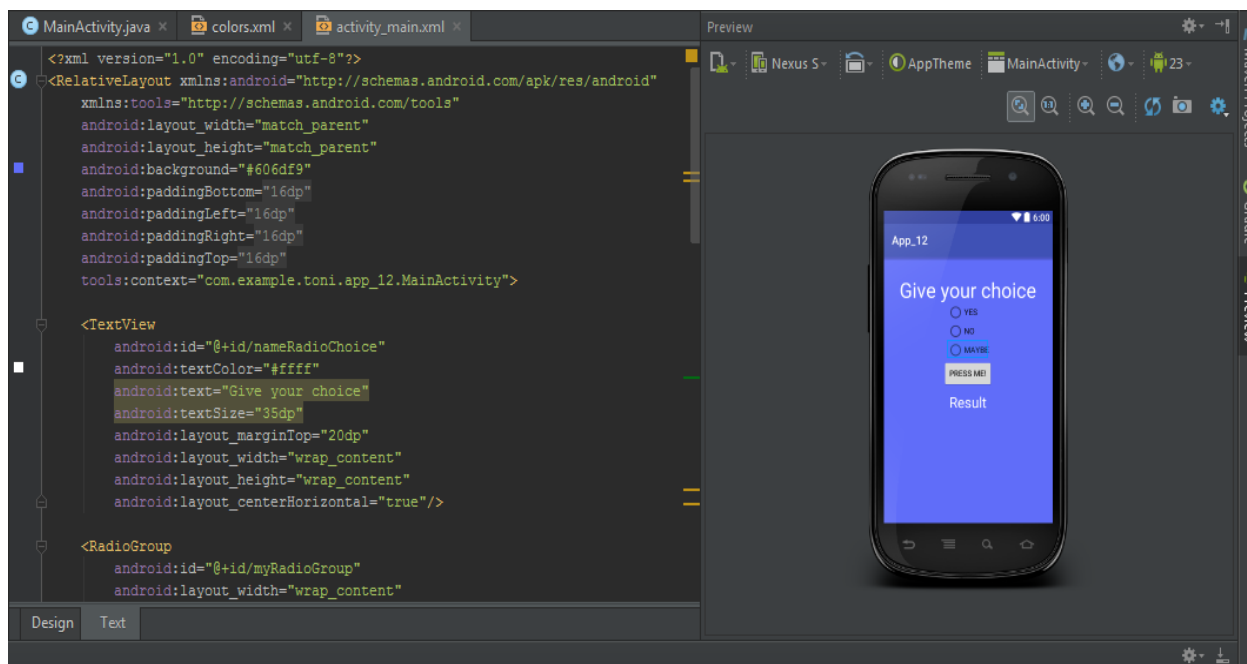 MainActivity.java × colors.xml × activity_main.xml ×
<?xml version="1.0" encoding="utf-8"?>
<RelativeLayout xmlns:android="http://schemas.android.com/apk/res/android"
xmlns:tools="http://schemas.android.com/tools"
android:layout_width="match_parent"
android:layout_height="match_parent"
android:background="#606df9"
android:paddingBottom="16dp"
android:paddingLeft="16dp"
android:paddingRight="16dp"
android:paddingTop="16dp"
tools:context="com.example.toni.app_12.MainActivity">
<TextView
android:id="@+id/nameRadioChoice"
android:textColor="#ffff"
android:text="Give your choice"
android:textSize="35dp"
android:layout_marginTop="20dp"
android:layout_width="wrap_content"
android:layout_height="wrap_content"
android:layout_centerHorizontal="true"/>
<RadioGroup
android:id="@+id/myRadioGroup"
android:layout_width="wrap_content"
Design Text
Preview
Nexus S AppTheme MainActivity 23
6:00
App_12
Give your choice
YES
NO
MAYBE
PRESS ME!
Result